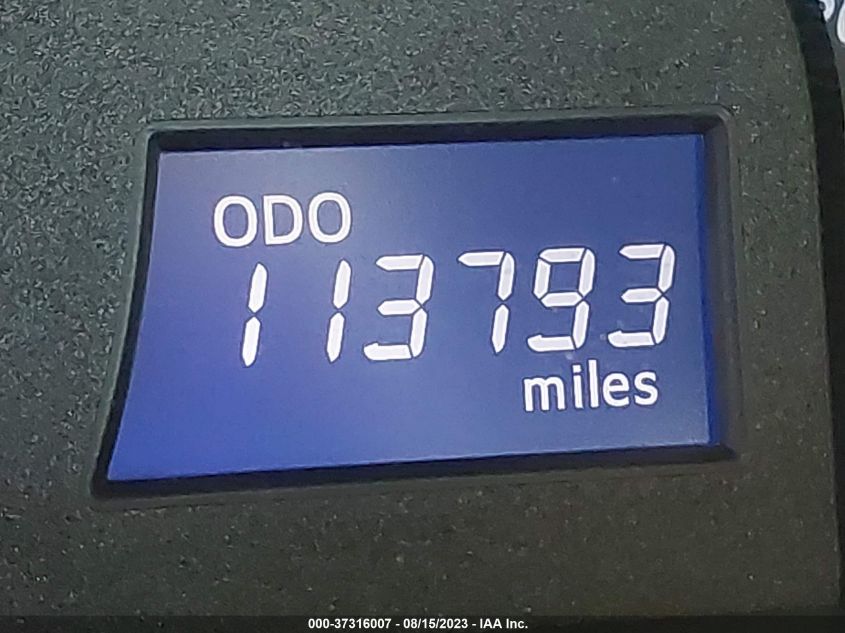 ODO
113793
miles
000-37316007 - 08/15/2023 - IAA Inc.